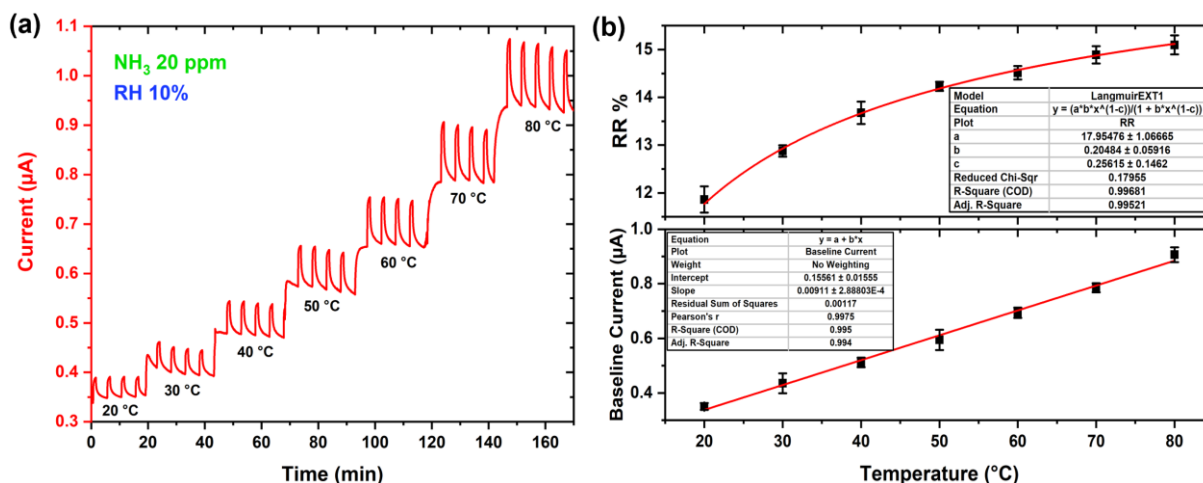 (a)
NH₃ 20 ppm
RH 10%
Current (µA)
1.1
1.0
0.9
0.8
0.7
0.6
0.5
0.4
0.3
20 °C
30 °C
40 °C
50 °C
60 °C
70 °C
80 °C
0 20 40 60 80 100 120 140 160
Time (min)
(b)
RR %
15
14
13
12
Model LangmuirEXT1
Equation y = (a*b*x^(1-c))/(1 + b*x^(1-c))
Plot RR
a 17.95476 ± 1.06665
b 0.20484 ± 0.05916
c 0.25615 ± 0.1462
Reduced Chi-Sqr 0.17955
R-Square (COD) 0.99681
Adj. R-Square 0.99521
Baseline Current (µA)
0.8
0.6
0.4
Equation y = a + b*x
Plot Baseline Current
Weight No Weighting
Intercept 0.15561 ± 0.01555
Slope 0.00911 ± 2.88803E-4
Residual Sum of Squares 0.00117
Pearson's r 0.9975
R-Square (COD) 0.995
Adj. R-Square 0.994
20 30 40 50 60 70 80
Temperature (°C)